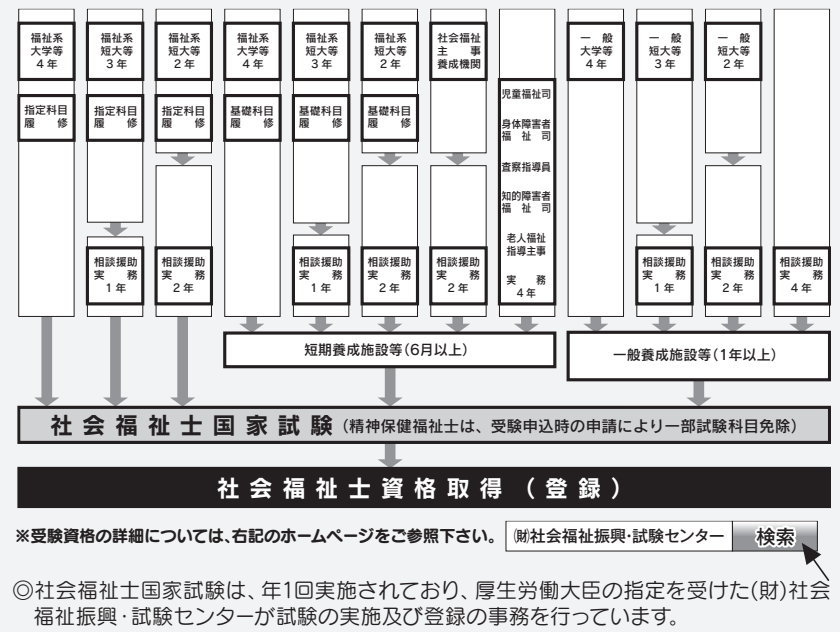 福祉系
大学等
4年
指定科目
履修
福祉系
短大等
3年
指定科目
履修
相談援助
実務
1年
福祉系
短大等
2年
指定科目
履修
相談援助
実務
2年
福祉系
大学等
4年
基礎科目
履修
福祉系
短大等
3年
基礎科目
履修
相談援助
実務
1年
福祉系
短大等
2年
基礎科目
履修
相談援助
実務
2年
社会福祉
主事
養成機関
相談援助
実務
2年
児童福祉司
身体障害者
福祉司
査察指導員
知的障害者
福祉司
老人福祉
指導主事
実務
4年
一般
大学等
4年
一般
短大等
3年
相談援助
実務
1年
一般
短大等
2年
相談援助
実務
2年
相談援助
実務
4年
短期養成施設等(6月以上)
一般養成施設等(1年以上)
社会福祉士国家試験(精神保健福祉士は、受験申込時の申請により一部試験科目免除)
社会福祉士資格取得(登録)
※受験資格の詳細については、右記のホームページをご参照下さい。 ㈶社会福祉振興・試験センター 検索
◎社会福祉士国家試験は、年1回実施されており、厚生労働大臣の指定を受けた(財)社会
福祉振興・試験センターが試験の実施及び登録の事務を行っています。